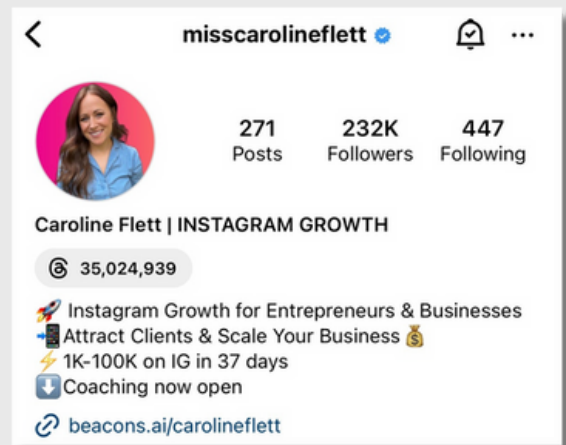 misscarolineflett
271 232K 447
Posts Followers Following
Caroline Flett | INSTAGRAM GROWTH
35,024,939
🚀 Instagram Growth for Entrepreneurs & Businesses
📲Attract Clients & Scale Your Business 💰
⚡1K-100K on IG in 37 days
⬇️Coaching now open
beacons.ai/carolineflett